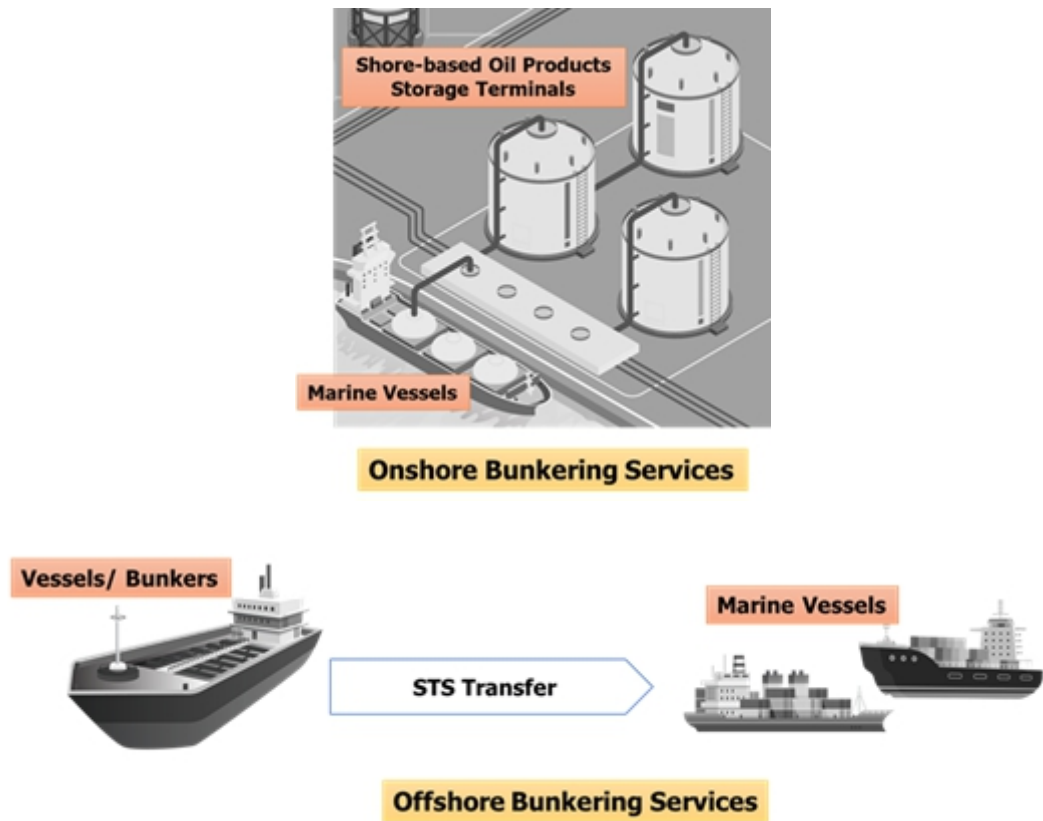 Shore-based Oil Products
Storage Terminals
Marine Vessels
Onshore Bunkering Services
Vessels/ Bunkers
Marine Vessels
STS Transfer
Offshore Bunkering Services